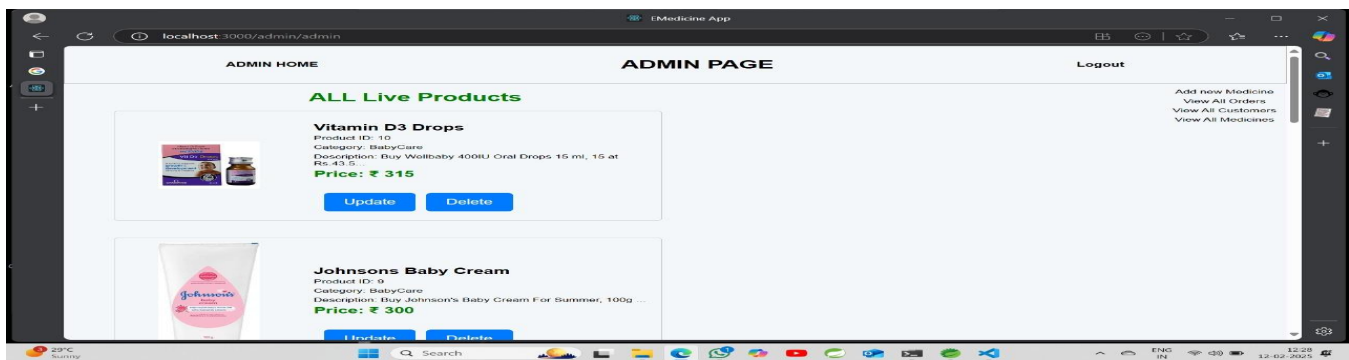 EMedicine App
localhost:3000/admin/admin
ADMIN HOME
ADMIN PAGE
Logout
ALL Live Products
Add new Medicine
View All Orders
View All Customers
View All Medicines
Vitamin D3 Drops
Product ID: 10
Category: BabyCare
Description: Buy Wellbaby 400IU Oral Drops 15 ml, 15 at
Rs.43.5...
Price: ₹ 315
Update Delete
Johnson's
baby
Johnsons Baby Cream
Product ID: 9
Category: BabyCare
Description: Buy Johnson's Baby Cream For Summer, 100g ...
Price: ₹ 300
Update Delete
29°C
Sunny
Search
ENG
IN
12:28
12-02-2025